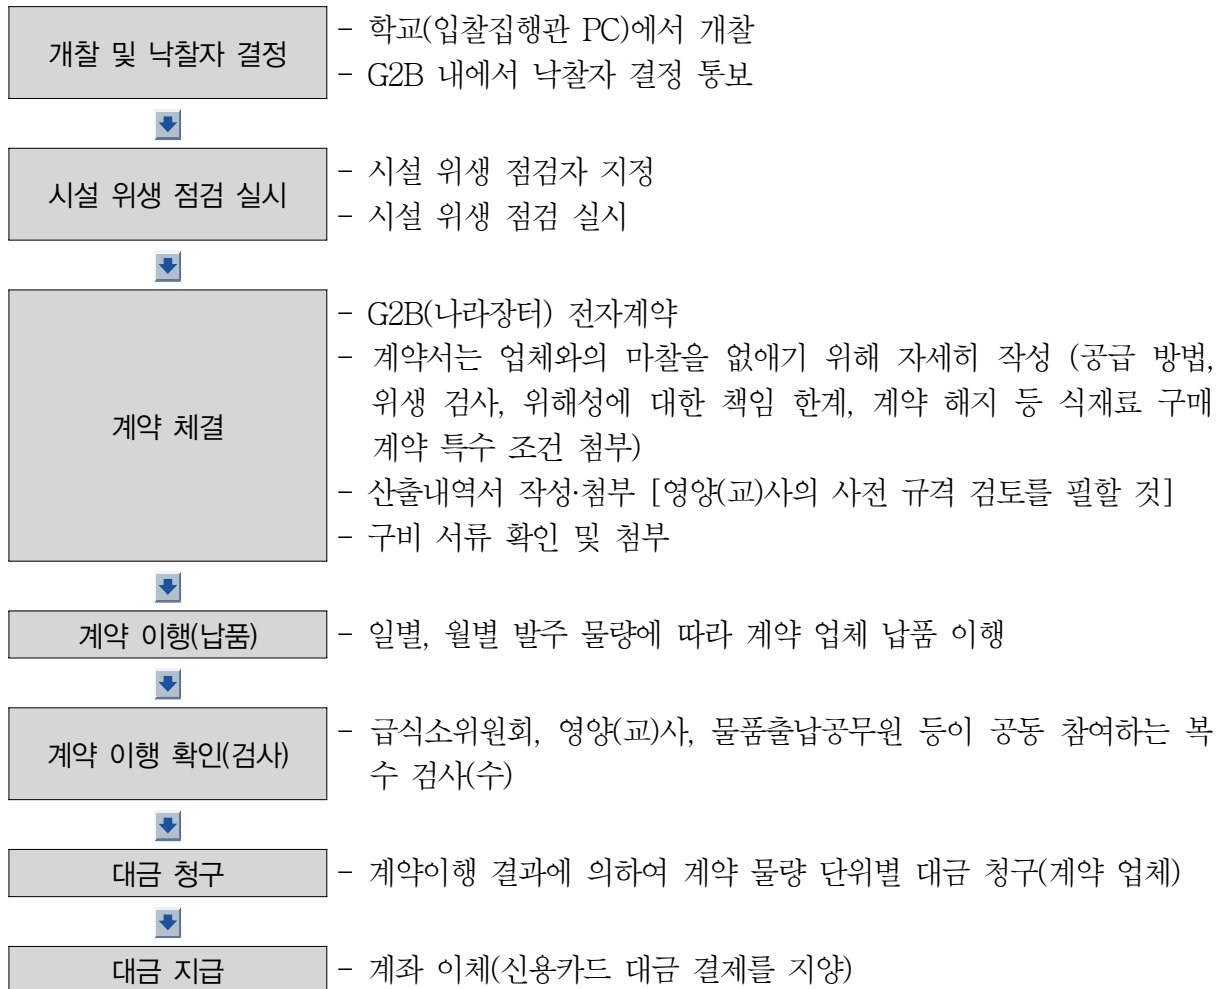 개찰 및 낙찰자 결정
- 학교(입찰집행관 PC)에서 개찰
- G2B 내에서 낙찰자 결정 통보
시설 위생 점검 실시
- 시설 위생 점검자 지정
- 시설 위생 점검 실시
계약 체결
- G2B(나라장터) 전자계약
- 계약서는 업체와의 마찰을 없애기 위해 자세히 작성 (공급 방법,
위생 검사, 위해성에 대한 책임 한계, 계약 해지 등 식재료 구매
계약 특수 조건 첨부)
- 산출내역서 작성·첨부 [영양(교)사의 사전 규격 검토를 필할 것]
- 구비 서류 확인 및 첨부
계약 이행(납품)
- 일별, 월별 발주 물량에 따라 계약 업체 납품 이행
계약 이행 확인(검사)
- 급식소위원회, 영양(교)사, 물품출납공무원 등이 공동 참여하는 복
수 검사(수)
대금 청구
- 계약이행 결과에 의하여 계약 물량 단위별 대금 청구(계약 업체)
대금 지급
- 계좌 이체(신용카드 대금 결제를 지양)